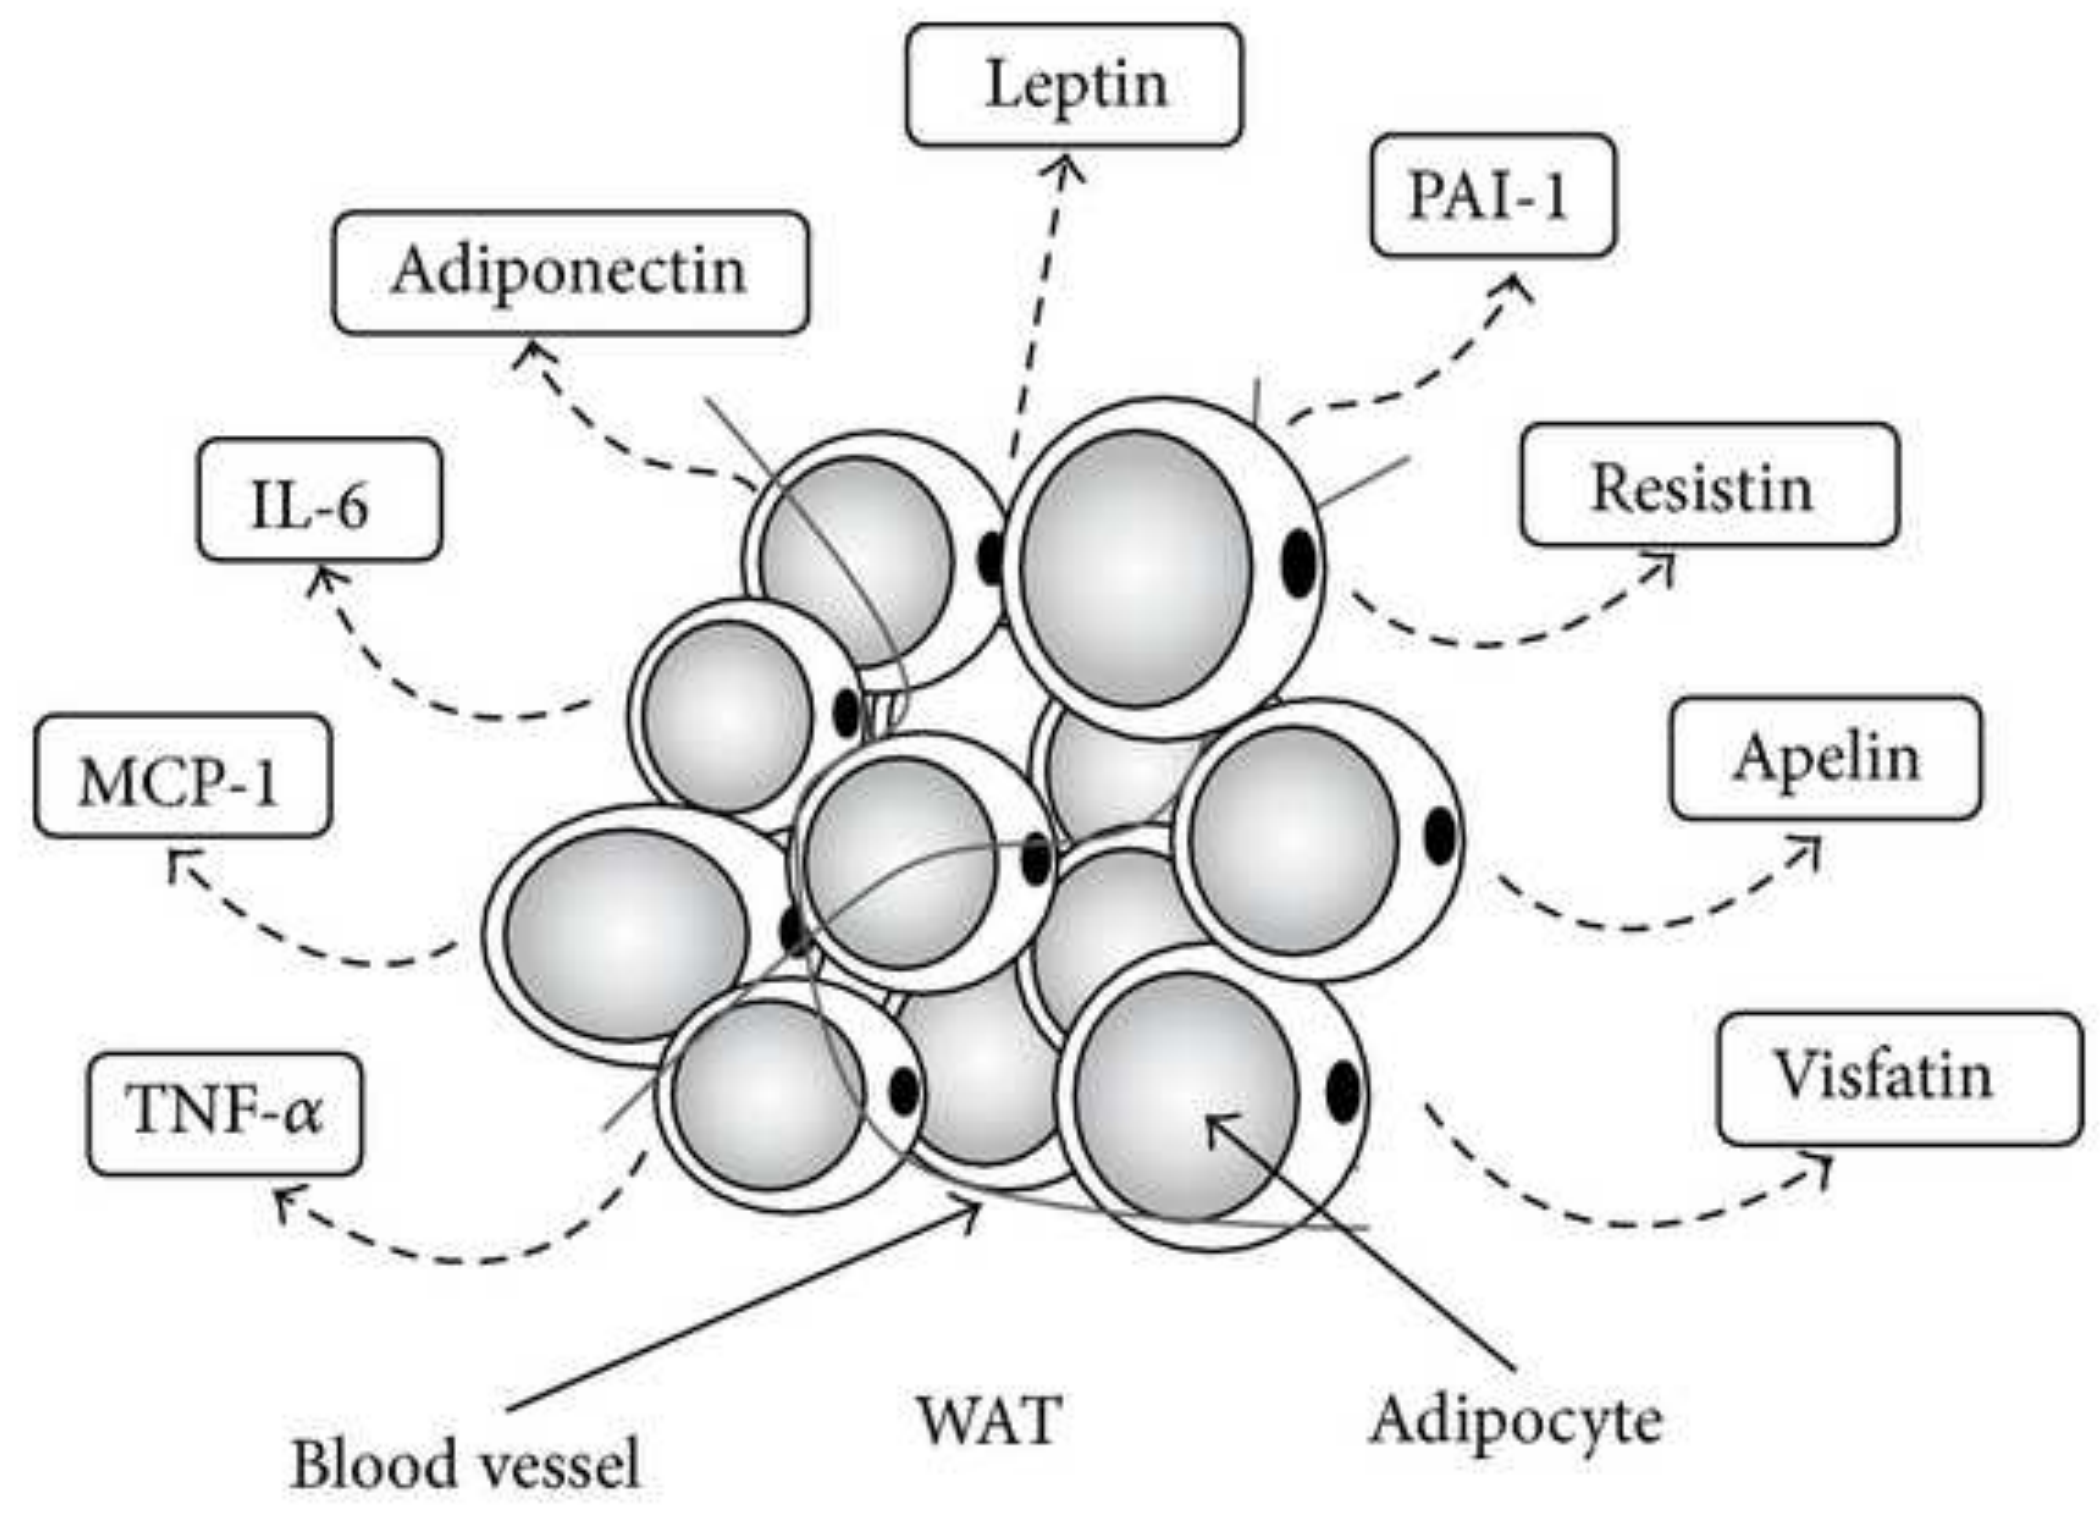 Leptin
PAI-1
Adiponectin
IL-6
Resistin
MCP-1
Apelin
TNF-α
Visfatin
Blood vessel
WAT
Adipocyte